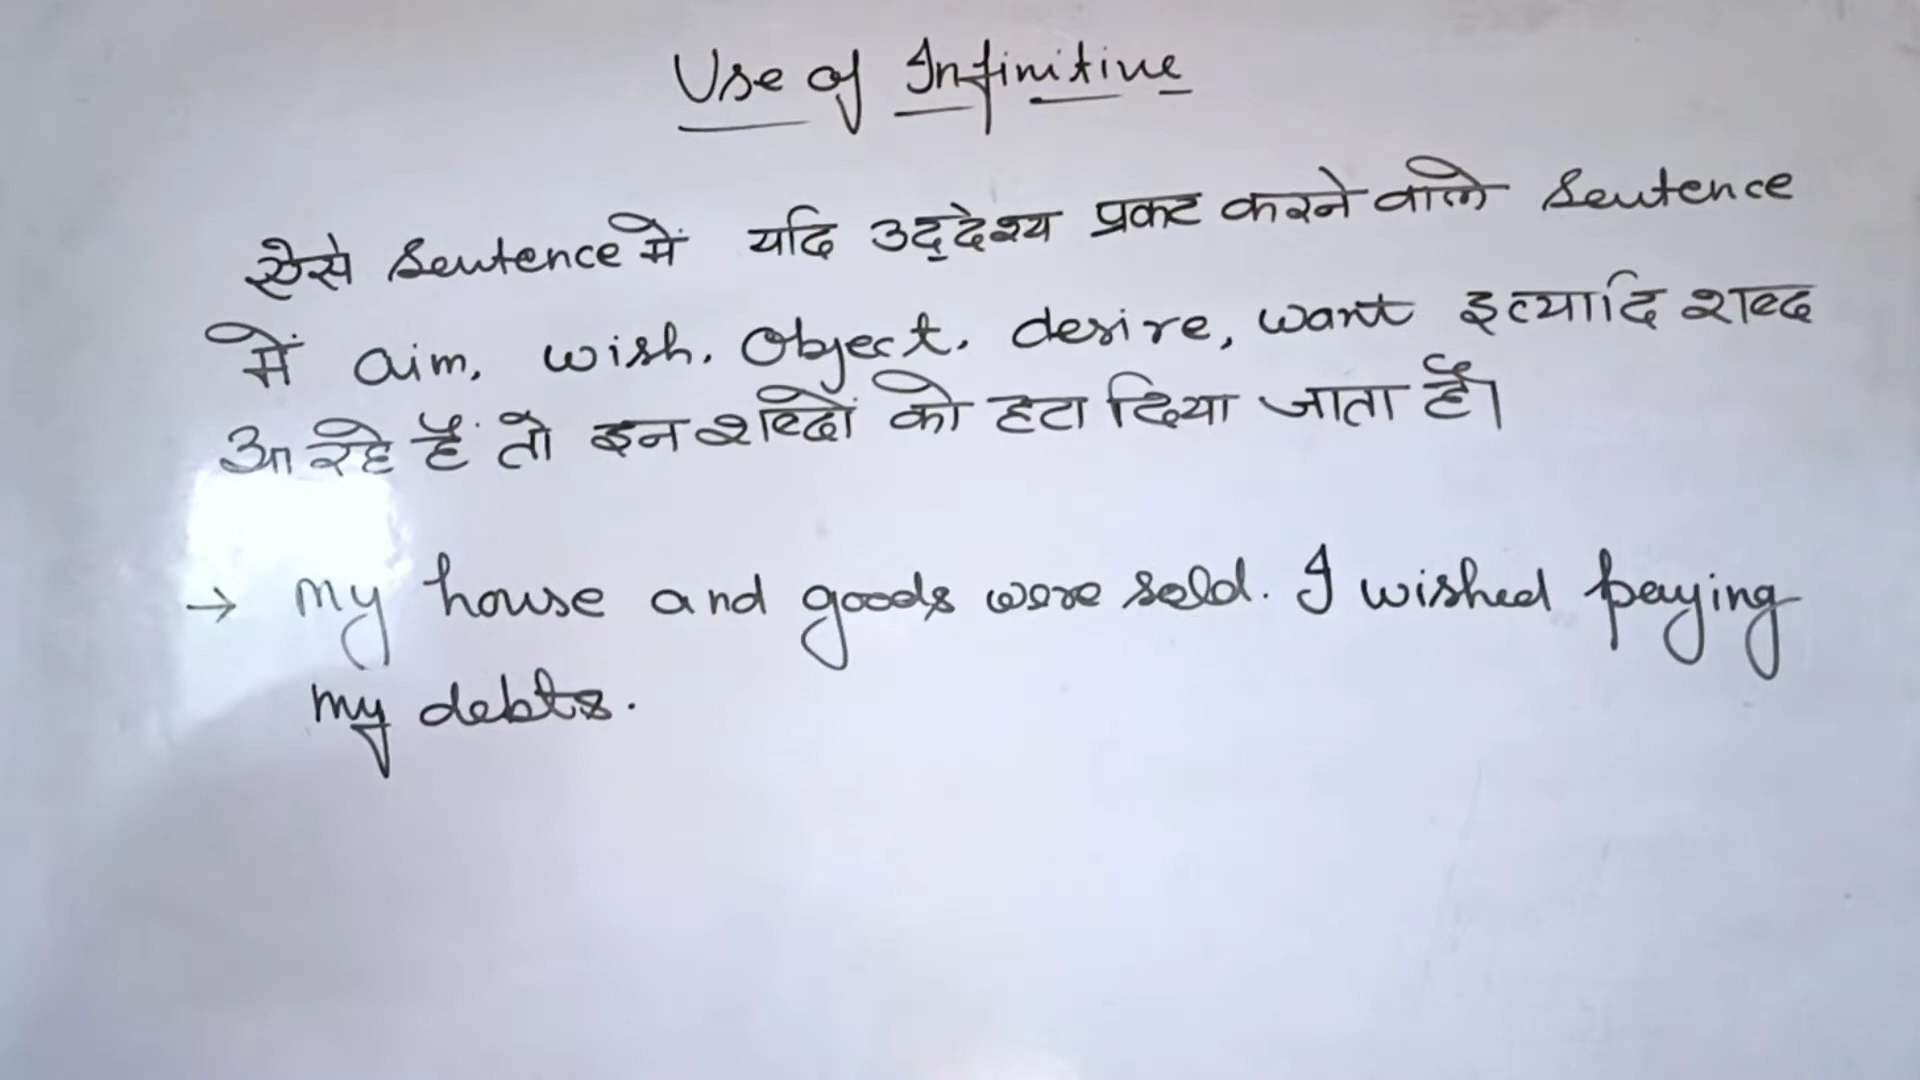 Use of Infinitive
ऐसे Sentence में यदि उद्देश्य प्रकट करने वाले Sentence
में aim, wish, Object, desire, want इत्यादि शब्द
आ रहे हैं तो इन शब्दों को हटा दिया जाता है।
→ my house and goods were sold. I wished paying
my debts.